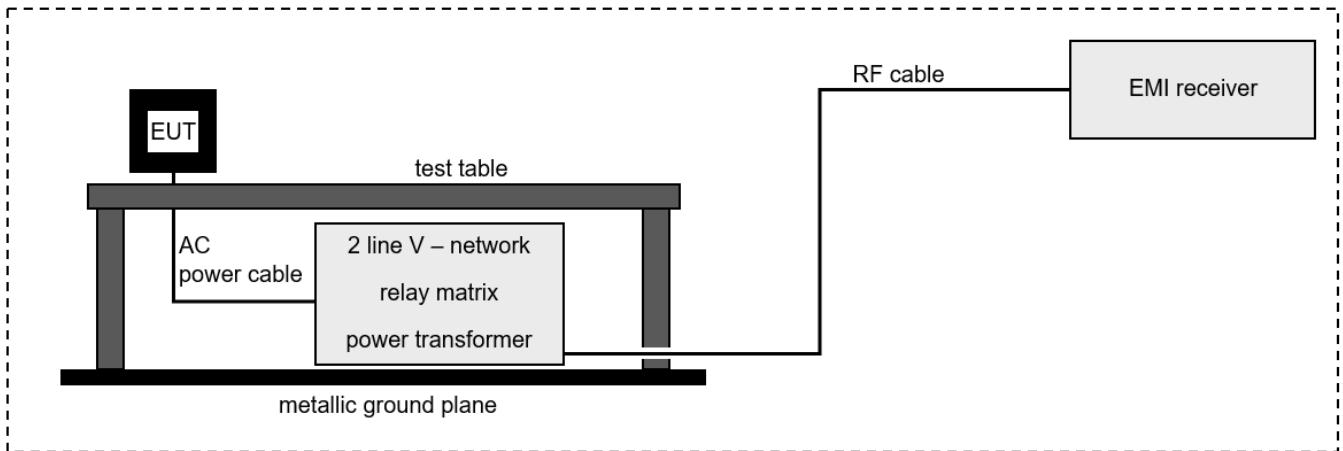 RF cable
EMI receiver
EUT
test table
AC
power cable
2 line V – network
relay matrix
power transformer
metallic ground plane